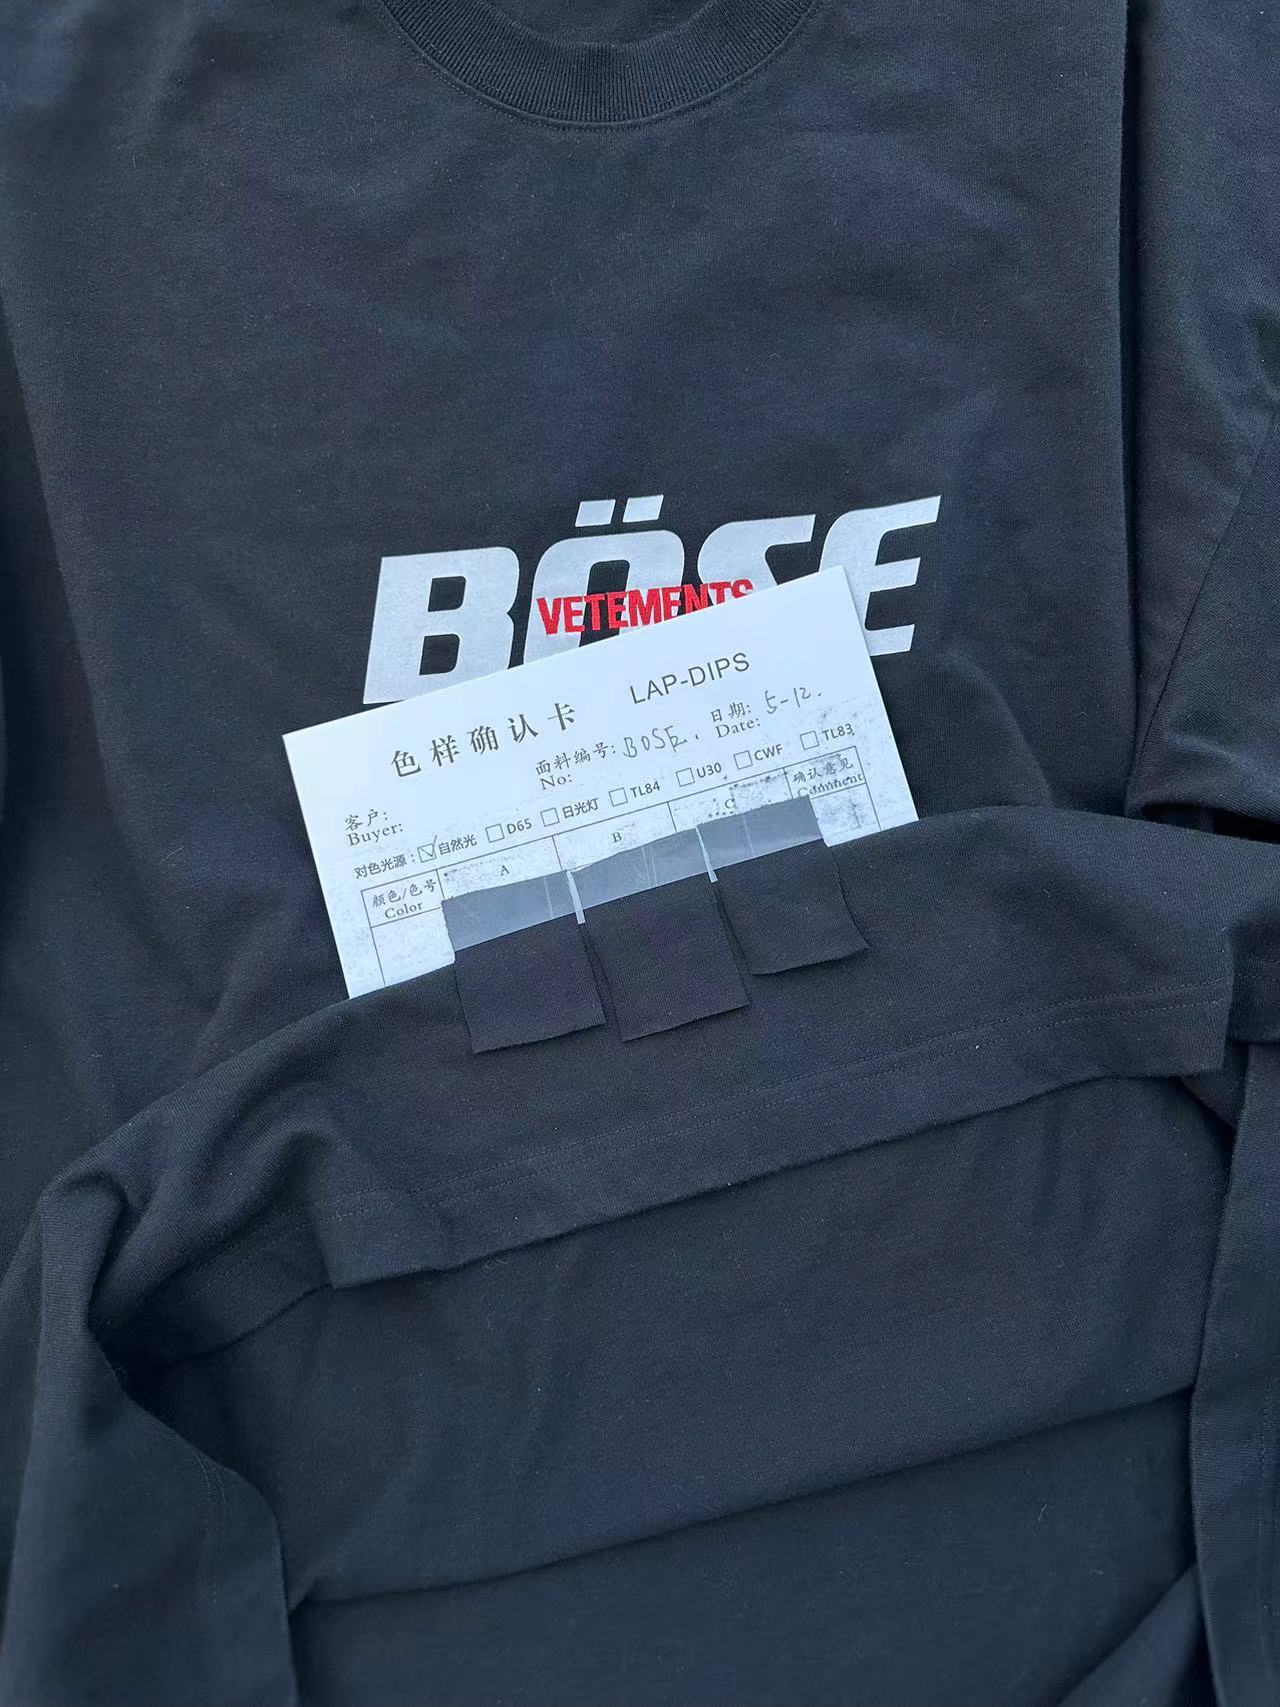 BÖSE
VETEMENTS
色样确认卡 LAP-DIPS
面料编号: BOSE. 日期: 5-12.
No: Date:
客户:
Buyer:
对色光源: 自然光 D65 日光灯 TL84 U30 CWF TL83
颜色/色号 A B C 确认意见
Color Comment